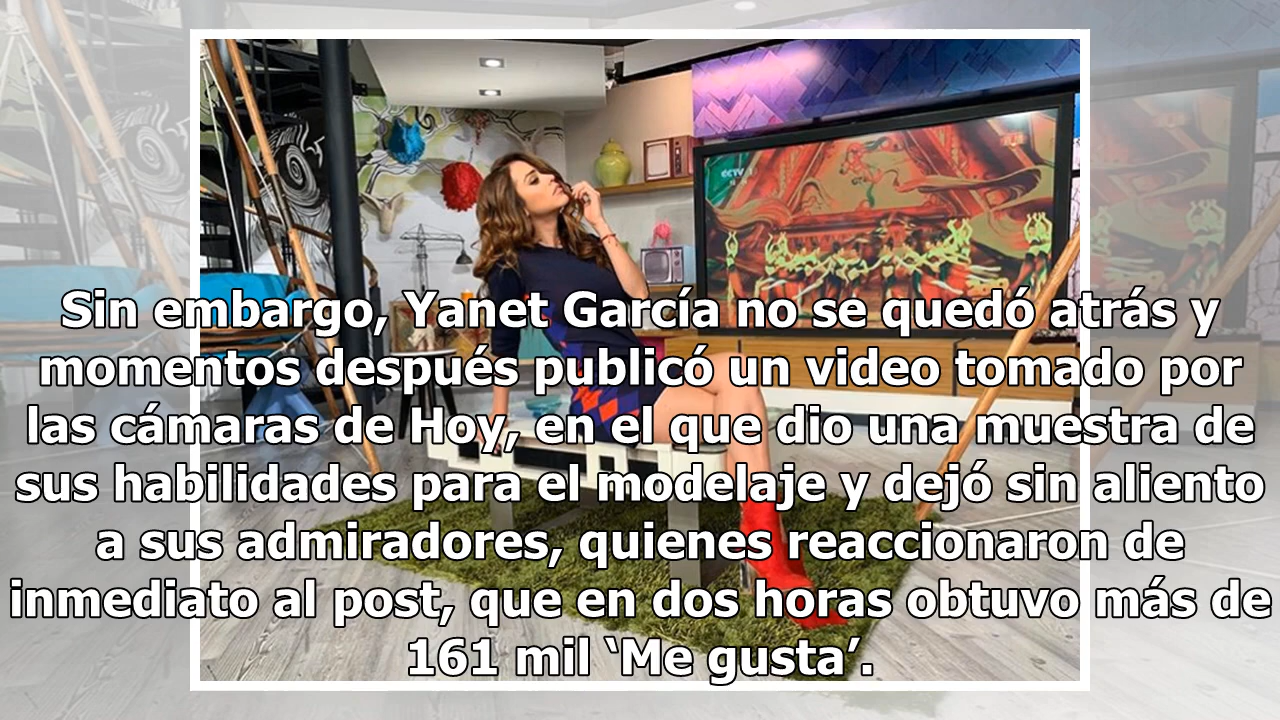 Sin embargo, Yanet García no se quedó atrás y
momentos después publicó un video tomado por
las cámaras de Hoy, en el que dio una muestra de
sus habilidades para el modelaje y dejó sin aliento
a sus admiradores, quienes reaccionaron de
inmediato al post, que en dos horas obtuvo más de
161 mil ‘Me gusta’.